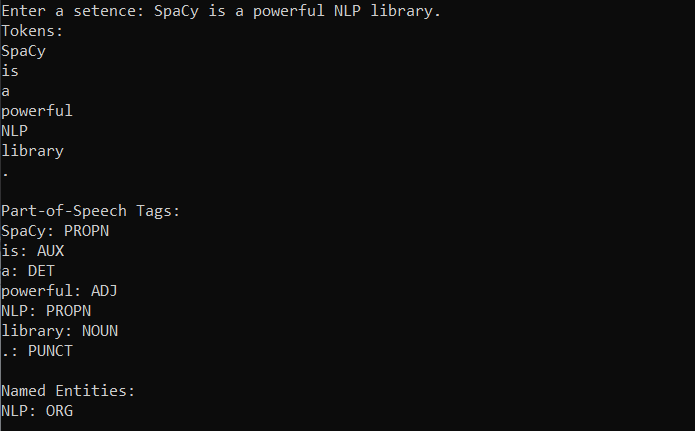 Enter a setence: SpaCy is a powerful NLP library.
Tokens:
SpaCy
is
a
powerful
NLP
library
.
Part-of-Speech Tags:
SpaCy: PROPN
is: AUX
a: DET
powerful: ADJ
NLP: PROPN
library: NOUN
.: PUNCT
Named Entities:
NLP: ORG